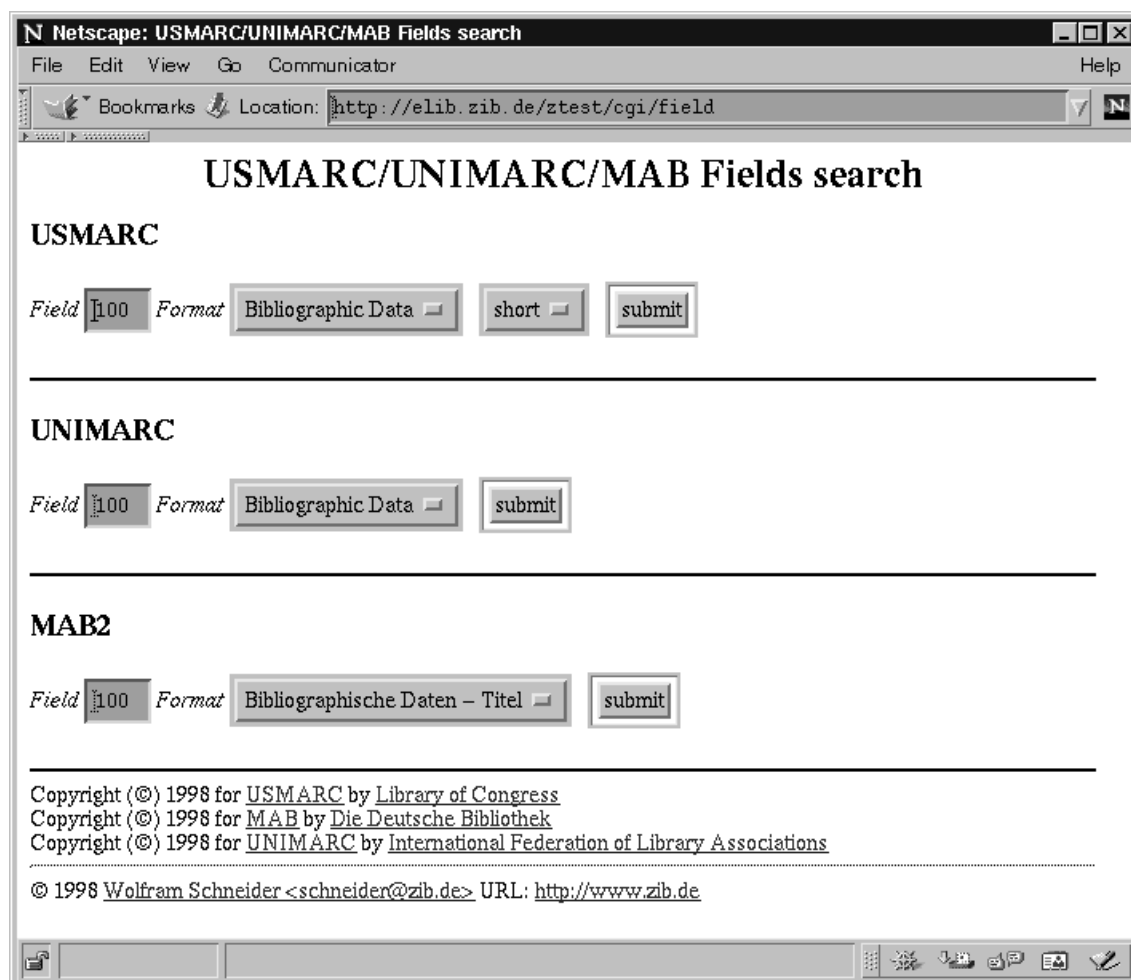 N Netscape: USMARC/UNIMARC/MAB Fields search
File Edit View Go Communicator Help
Bookmarks Location: http://elib.zib.de/ztest/cgi/field N
USMARC/UNIMARC/MAB Fields search
USMARC
Field 100 Format Bibliographic Data short submit
UNIMARC
Field 100 Format Bibliographic Data submit
MAB2
Field 100 Format Bibliographische Daten – Titel submit
Copyright (©) 1998 for USMARC by Library of Congress
Copyright (©) 1998 for MAB by Die Deutsche Bibliothek
Copyright (©) 1998 for UNIMARC by International Federation of Library Associations
© 1998 Wolfram Schneider <schneider@zib.de> URL: http://www.zib.de